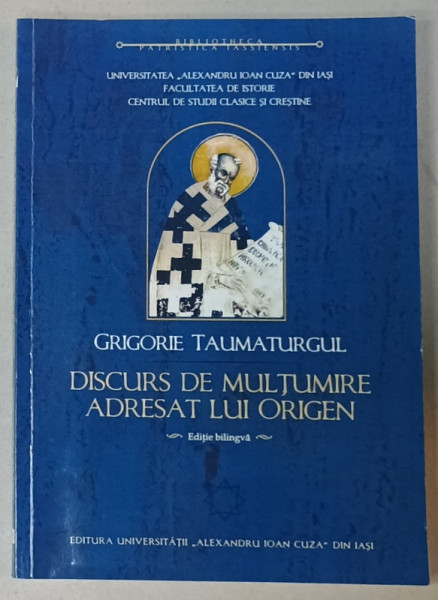 BIBLIOTHECA
PATRISTICA IASSIENSIS
UNIVERSITATEA „ALEXANDRU IOAN CUZA” DIN IAȘI
FACULTATEA DE ISTORIE
CENTRUL DE STUDII CLASICE ȘI CREȘTINE
GRIGORIE TAUMATURGUL
DISCURS DE MULȚUMIRE
ADRESAT LUI ORIGEN
Ediție bilingvă
EDITURA UNIVERSITĂȚII „ALEXANDRU IOAN CUZA” DIN IAȘI